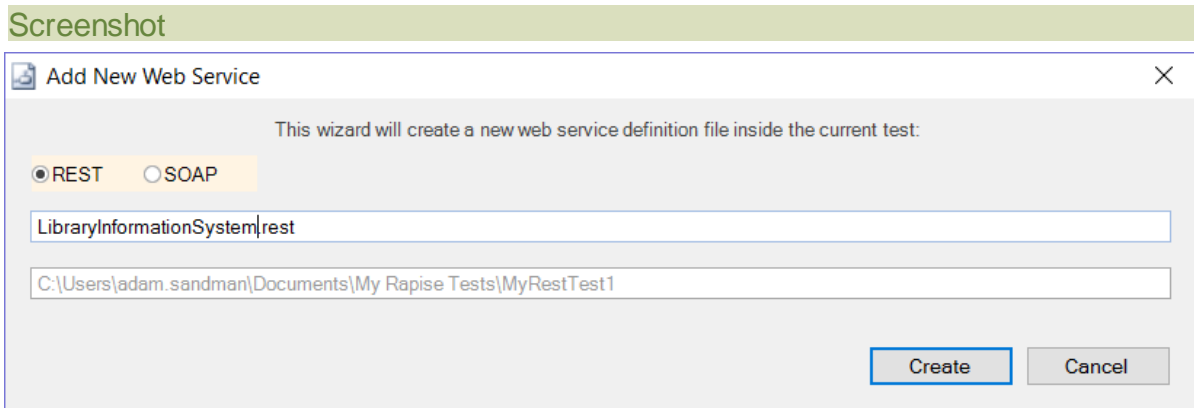 Screenshot
Add New Web Service
This wizard will create a new web service definition file inside the current test:
REST SOAP
LibraryInformationSystem.rest
C:\Users\adam.sandman\Documents\My Rapise Tests\MyRestTest1
Create Cancel